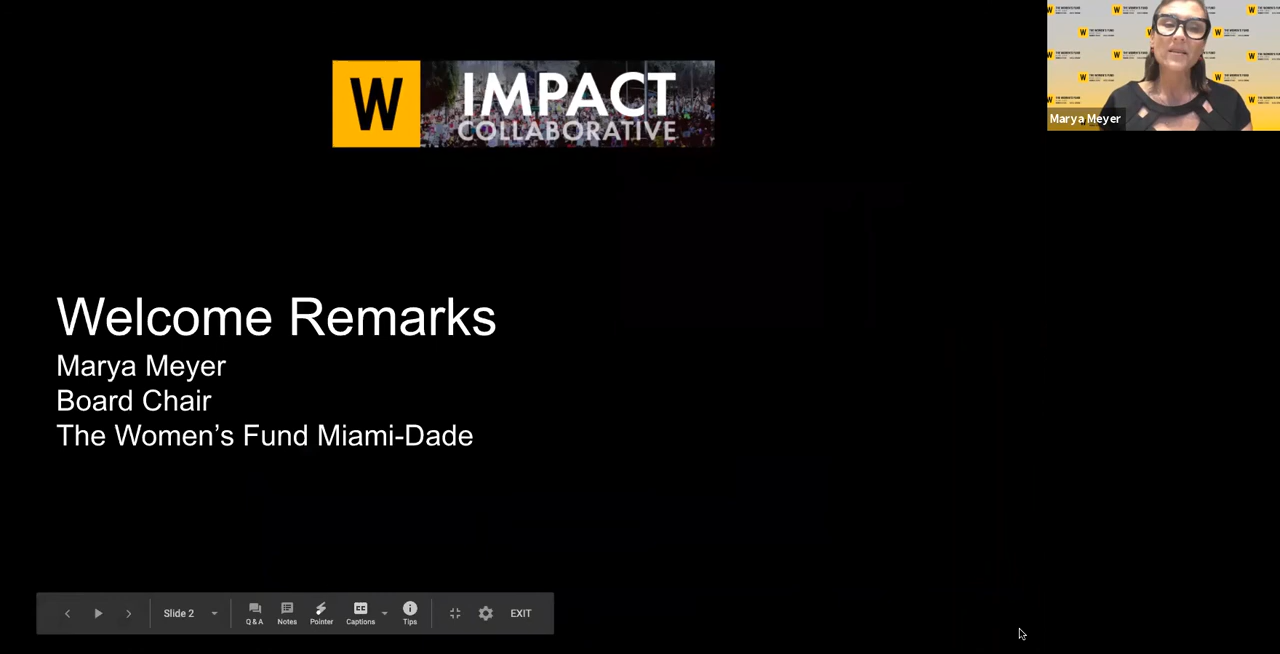 W IMPACT
COLLABORATIVE
Marya Meyer
Welcome Remarks
Marya Meyer
Board Chair
The Women’s Fund Miami-Dade
Slide 2
Q & A
Notes
Pointer
CC
Captions
Tips
EXIT